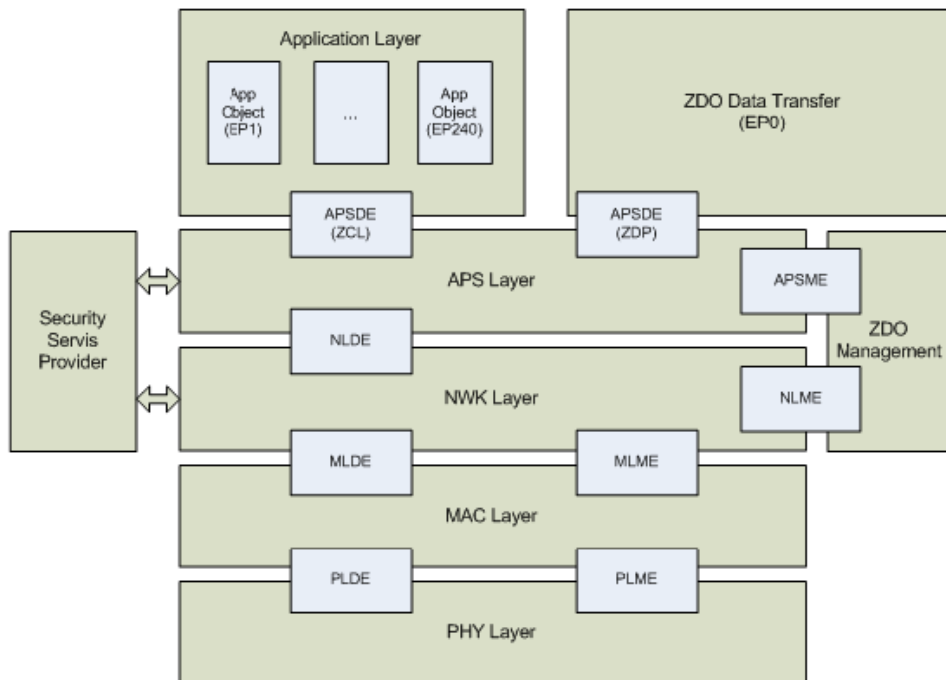 Application Layer
App
Object
(EP1)
...
App
Object
(EP240)
ZDO Data Transfer
(EP0)
APSDE
(ZCL)
APSDE
(ZDP)
APS Layer
APSME
Security
Servis
Provider
NLDE
ZDO
Management
NWK Layer
NLME
MLDE
MLME
MAC Layer
PLDE
PLME
PHY Layer